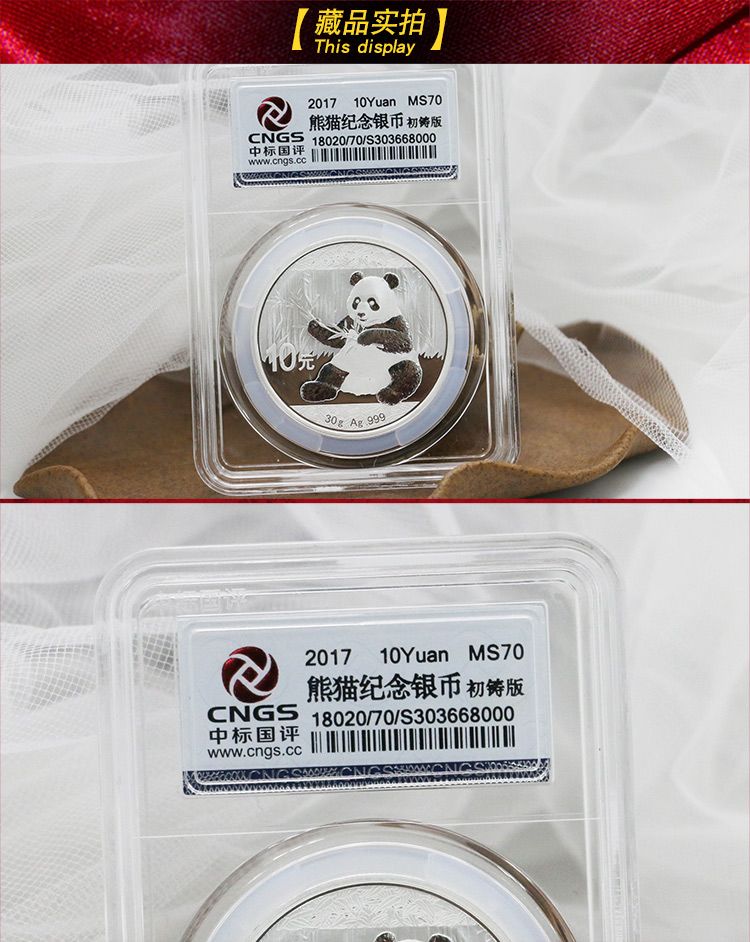 【藏品实拍】
This display
2017 10Yuan MS70
熊猫纪念银币 初铸版
CNGS
中标国评
18020/70/S303668000
www.cngs.cc
10元
30g Ag 999
2017 10Yuan MS70
熊猫纪念银币 初铸版
CNGS
中标国评
18020/70/S303668000
www.cngs.cc
CNGS CNGS CNGS